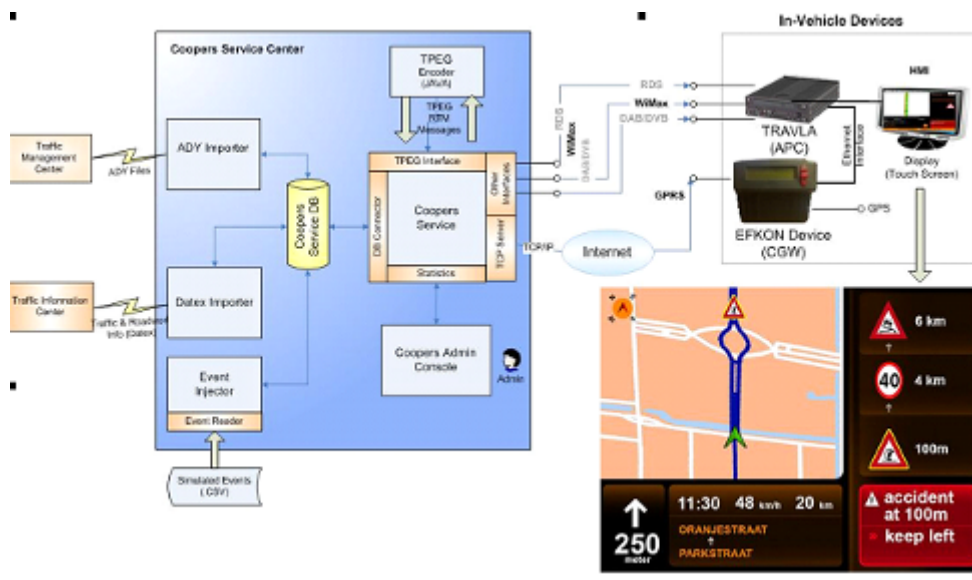 In-Vehicle Devices
Coopers Service Center
TPEG
Encoder
(JAVA)
TPEG
RTM
Messages
Traffic
Management
Center
ADY Files
ADY Importer
Coopers
Service DB
TPEG Interface
DB Connector
Coopers
Service
Other
Interfaces
TCP Server
Statistics
RDS
WiMax
DAB/DVB
RDS
WiMax
DAB/DVB
GPRS
TCP/IP
Internet
TRAVLA
(APC)
Ethernet
Interface
HMI
Display
(Touch Screen)
GPS
EFKON Device
(CGW)
Traffic Information
Center
Traffic & Roadwork
Info (Datex)
Datex Importer
Event
Injector
Event Reader
Coopers Admin
Console
Admin
Simulated Events
(.CSV)
6 km
40
4 km
100m
accident
at 100m
keep left
250
meter
11:30 48 km/h 20 km
ORANJESTRAAT
PARKSTRAAT